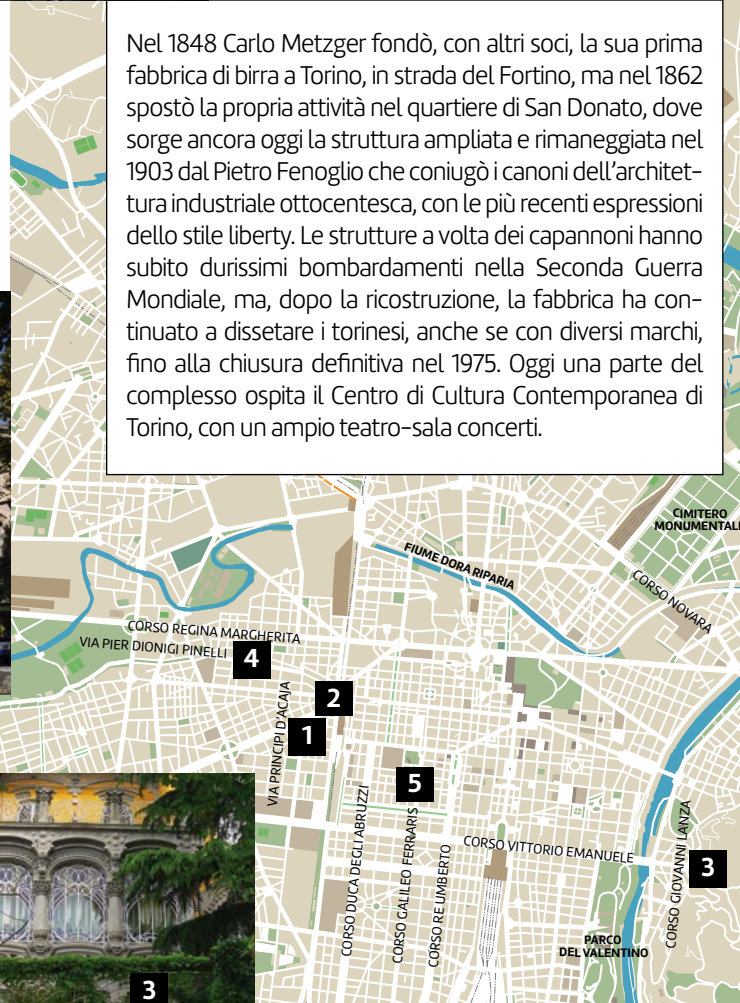 Nel 1848 Carlo Metzger fondò, con altri soci, la sua prima
fabbrica di birra a Torino, in strada del Fortino, ma nel 1862
spostò la propria attività nel quartiere di San Donato, dove
sorge ancora oggi la struttura ampliata e rimaneggiata nel
1903 dal Pietro Fenoglio che coniugò i canoni dell’architet-
tura industriale ottocentesca, con le più recenti espressioni
dello stile liberty. Le strutture a volta dei capannoni hanno
subito durissimi bombardamenti nella Seconda Guerra
Mondiale, ma, dopo la ricostruzione, la fabbrica ha con-
tinuato a dissetare i torinesi, anche se con diversi marchi,
fino alla chiusura definitiva nel 1975. Oggi una parte del
complesso ospita il Centro di Cultura Contemporanea di
Torino, con un ampio teatro-sala concerti.
CIMITERO
MONUMENTALE
FIUME DORA RIPARIA
CORSO NOVARA
CORSO REGINA MARGHERITA
VIA PIER DIONIGI PINELLI
4
2
1
VIA PRINCIPI D’ACAJA
5
CORSO DUCA DEGLI ABRUZZI
CORSO GALILEO FERRARIS
CORSO RE UMBERTO
CORSO VITTORIO EMANUELE
CORSO GIOVANNI LANZA
3
PARCO
DEL VALENTINO
3